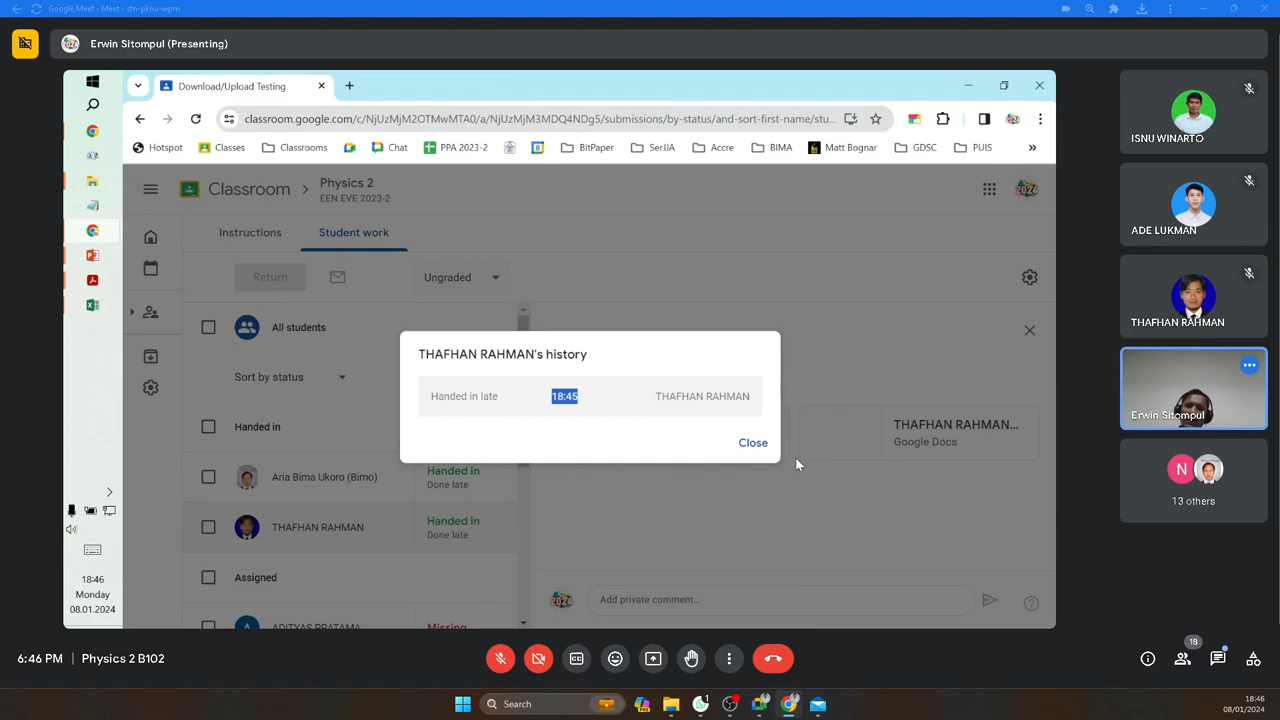 Google Meet - Meet - sfn-pknu-wpm
Erwin Sitompul (Presenting)
Download/Upload Testing
classroom.google.com/c/NjUzMjM2OTMwMTA0/a/NjUzMjM3MDQ4NDg5/submissions/by-status/and-sort-first-name/stu...
Hotspot
Classes
Classrooms
Chat
PPA 2023-2
BitPaper
SerJIA
Accre
BIMA
Matt Bognar
GDSC
PUIS
Classroom
Physics 2
EEN EVE 2023-2
Instructions
Student work
Return
Ungraded
All students
Sort by status
Handed in
Aria Bima Ukoro (Bimo)
Handed in
Done late
THAFHAN RAHMAN
Handed in
Done late
Assigned
ADITYAS PRATAMA
Missing
THAFHAN RAHMAN's history
Handed in late
18:45
THAFHAN RAHMAN
Close
THAFHAN RAHMAN...
Google Docs
Add private comment...
18:46
Monday
08.01.2024
ISNU WINARTO
ADE LUKMAN
THAFHAN RAHMAN
Erwin Sitompul
N
13 others
6:46 PM
Physics 2 B102
18
Search
18:46
08/01/2024